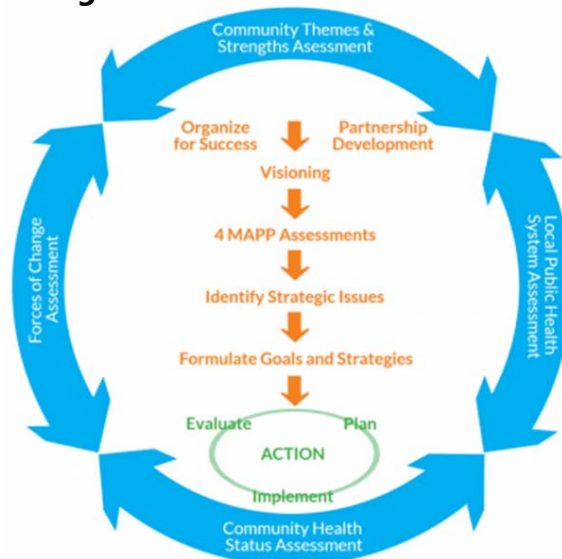 Community Themes &
Strengths Asessment
Organize
for Success
Partnership
Development
Visioning
4 MAPP Assessments
Identify Strategic Issues
Formulate Goals and Strategies
Evaluate
Plan
ACTION
Implement
Forces of Change
Assessment
Local Public Health
System Assessment
Community Health
Status Assessment